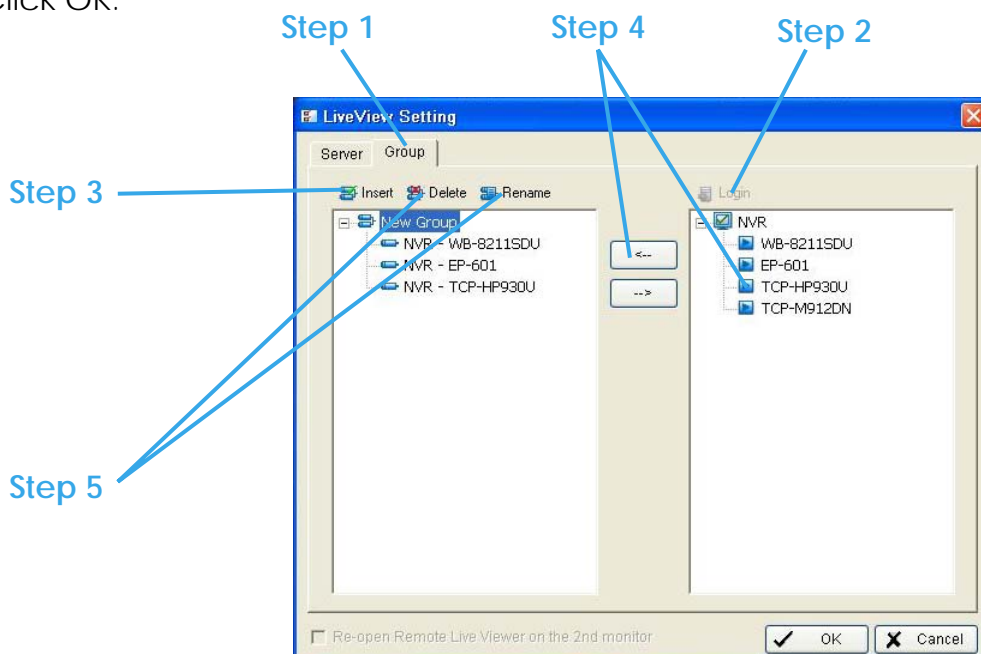 Click OK.
Step 1
Step 4
Step 2
LiveView Setting
Server Group
Step 3
Insert Delete Rename
Login
New Group
NVR - WB-8211SDU
NVR - EP-601
NVR - TCP-HP930U
<--
-->
NVR
WB-8211SDU
EP-601
TCP-HP930U
TCP-M912DN
Step 5
Re-open Remote Live Viewer on the 2nd monitor
OK Cancel